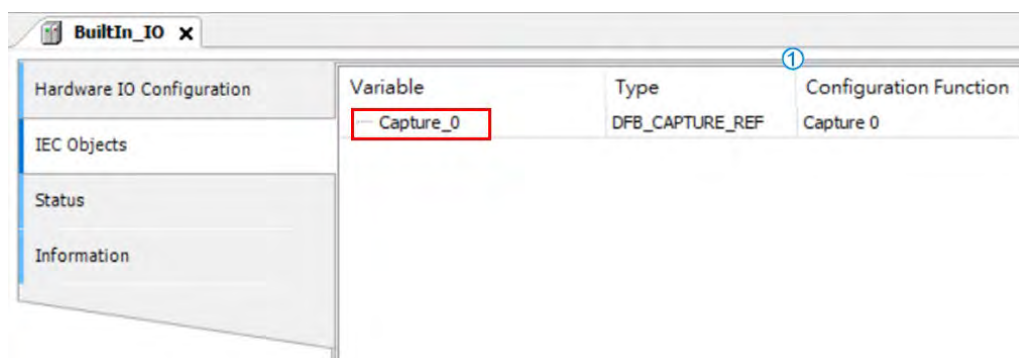 BuiltIn_IO X
①
Hardware IO Configuration
Variable Type Configuration Function
Capture_0 DFB_CAPTURE_REF Capture 0
IEC Objects
Status
Information